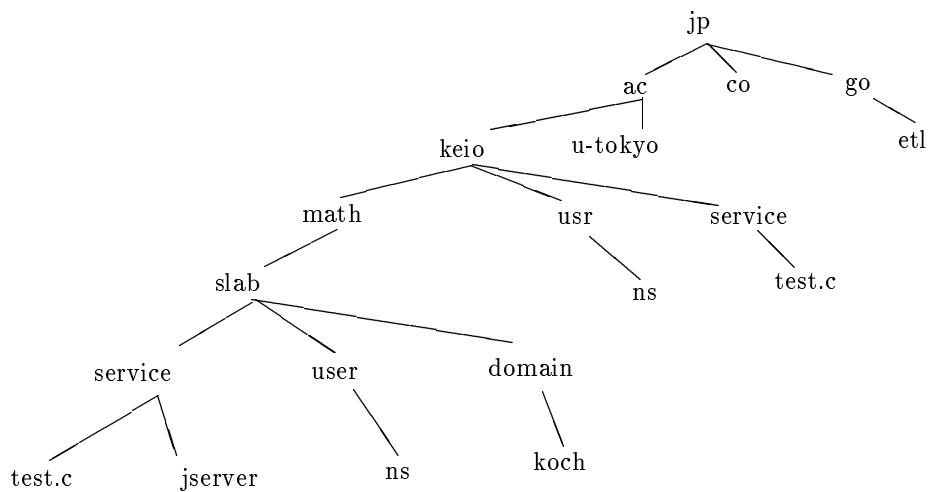 jp
ac co go
keio u-tokyo etl
math usr service
slab ns test.c
service user domain
test.c jserver ns koch